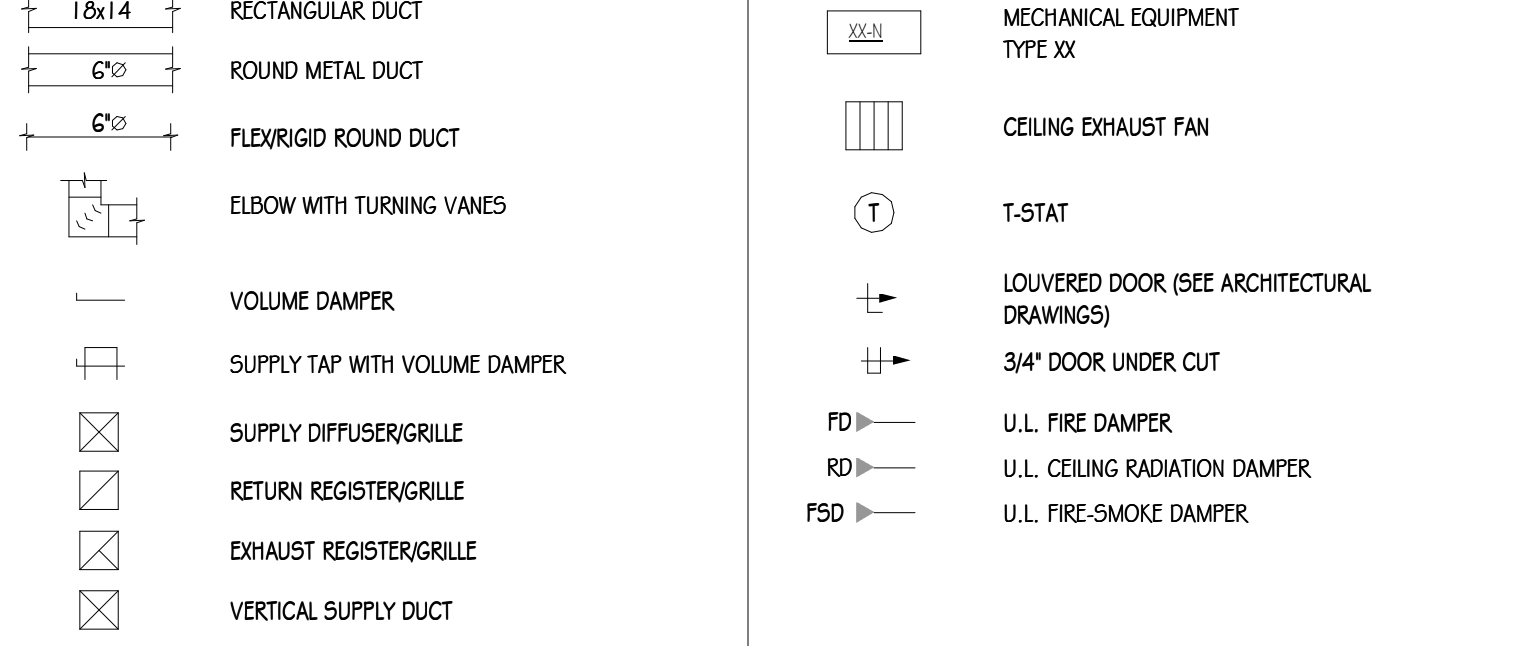 18x14 RECTANGULAR DUCT
6"Ø ROUND METAL DUCT
6"Ø FLEX/RIGID ROUND DUCT
ELBOW WITH TURNING VANES
VOLUME DAMPER
SUPPLY TAP WITH VOLUME DAMPER
SUPPLY DIFFUSER/GRILLE
RETURN REGISTER/GRILLE
EXHAUST REGISTER/GRILLE
VERTICAL SUPPLY DUCT
XX-N MECHANICAL EQUIPMENT
TYPE XX
CEILING EXHAUST FAN
T T-STAT
LOUVERED DOOR (SEE ARCHITECTURAL
DRAWINGS)
3/4" DOOR UNDER CUT
FD U.L. FIRE DAMPER
RD U.L. CEILING RADIATION DAMPER
FSD U.L. FIRE-SMOKE DAMPER